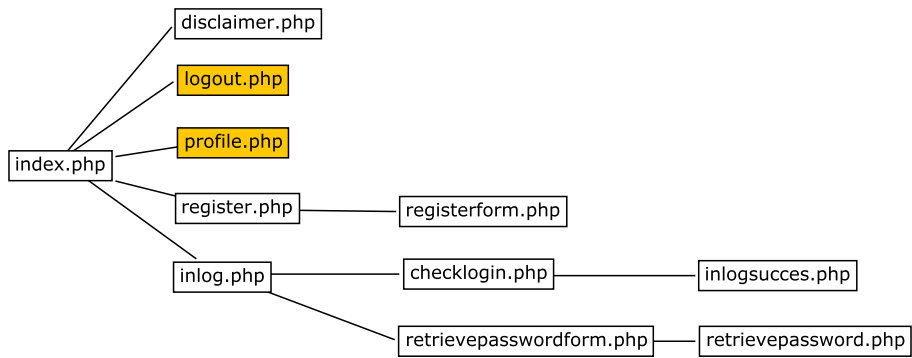 disclaimer.php
logout.php
profile.php
index.php
register.php
registerform.php
inlog.php
checklogin.php
inlogsucces.php
retrievepasswordform.php
retrievepassword.php